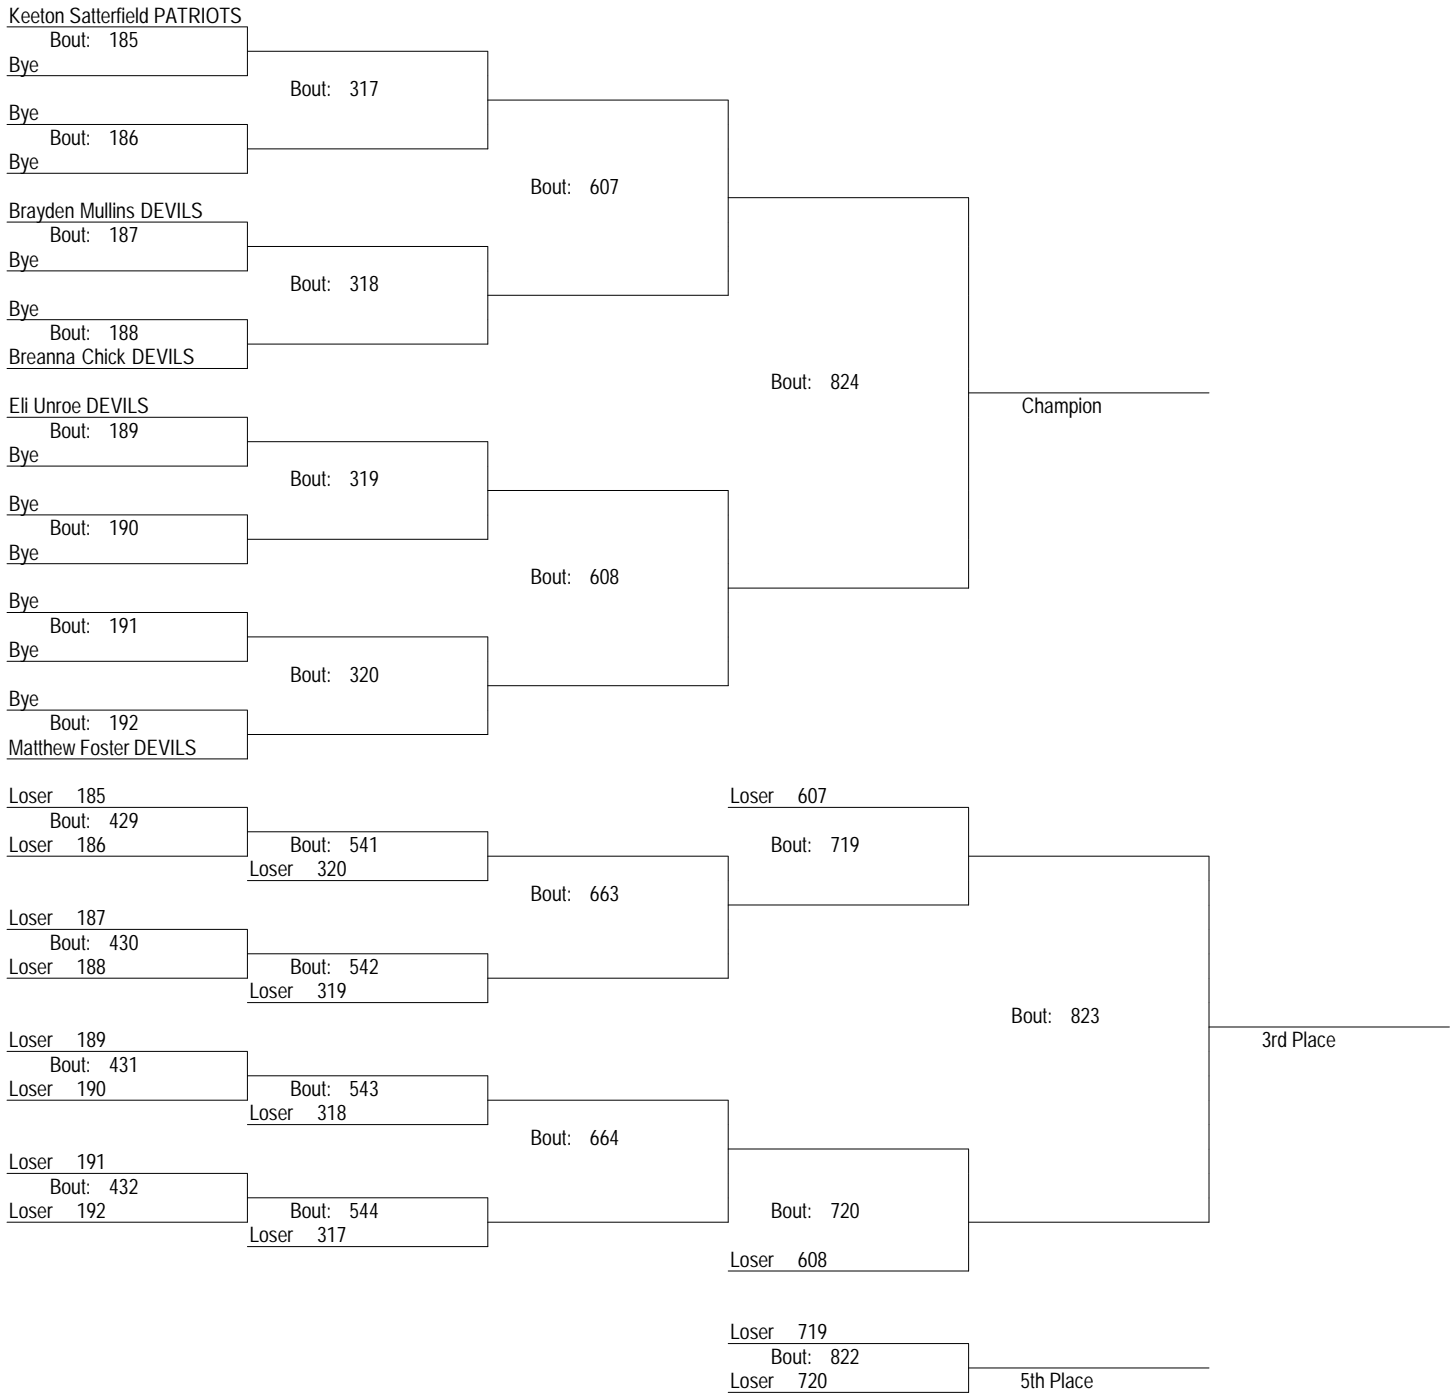 Keeton Satterfield PATRIOTS
Bout: 185
Bye
Bout: 317
Bye
Bout: 186
Bye
Bout: 607
Brayden Mullins DEVILS
Bout: 187
Bye
Bout: 318
Bye
Bout: 188
Breanna Chick DEVILS
Bout: 824
Champion
Eli Unroe DEVILS
Bout: 189
Bye
Bout: 319
Bye
Bout: 190
Bye
Bout: 608
Bye
Bout: 191
Bye
Bout: 320
Bye
Bout: 192
Matthew Foster DEVILS
Loser 185
Bout: 429
Loser 186
Bout: 541
Loser 320
Bout: 663
Loser 607
Bout: 719
Loser 187
Bout: 430
Loser 188
Bout: 542
Loser 319
Bout: 823
3rd Place
Loser 189
Bout: 431
Loser 190
Bout: 543
Loser 318
Bout: 664
Loser 191
Bout: 432
Loser 192
Bout: 544
Loser 317
Bout: 720
Loser 608
Loser 719
Bout: 822
Loser 720
5th Place